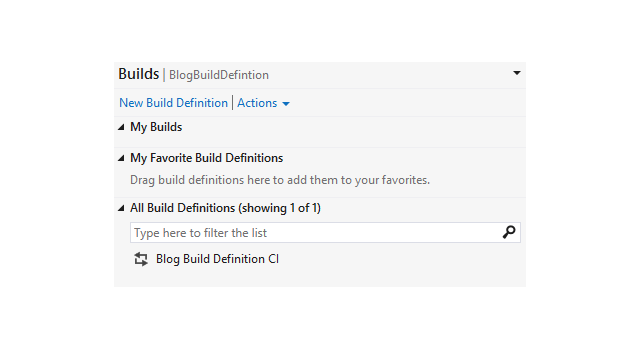 Builds | BlogBuildDefintion
New Build Definition | Actions
My Builds
My Favorite Build Definitions
Drag build definitions here to add them to your favorites.
All Build Definitions (showing 1 of 1)
Type here to filter the list
Blog Build Definition CI